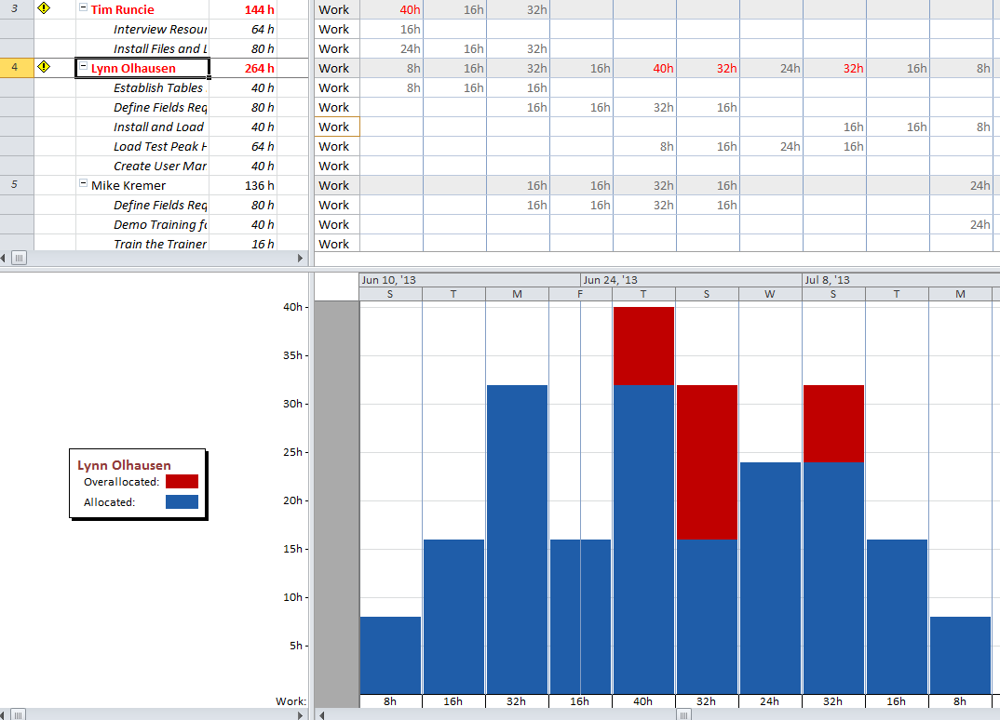 3 Tim Runcie 144 h Work 40h 16h 32h
Interview Resour 64 h Work 16h
Install Files and L 80 h Work 24h 16h 32h
4 Lynn Olhausen 264 h Work 8h 16h 32h 16h 40h 32h 24h 32h 16h 8h
Establish Tables 40 h Work 8h 16h 16h
Define Fields Req 80 h Work 16h 16h 32h 16h
Install and Load 40 h Work 16h 16h 8h
Load Test Peak H 64 h Work 8h 16h 24h 16h
Create User Man 40 h Work
5 Mike Kremer 136 h Work 16h 16h 32h 16h 24h
Define Fields Req 80 h Work 16h 16h 32h 16h
Demo Training fo 40 h Work 24h
Train the Trainer 16 h Work
Jun 10, '13 Jun 24, '13 Jul 8, '13
S T M F T S W S T M
40h
35h
30h
25h
20h
15h
10h
5h
Lynn Olhausen
Overallocated:
Allocated:
Work: 8h 16h 32h 16h 40h 32h 24h 32h 16h 8h